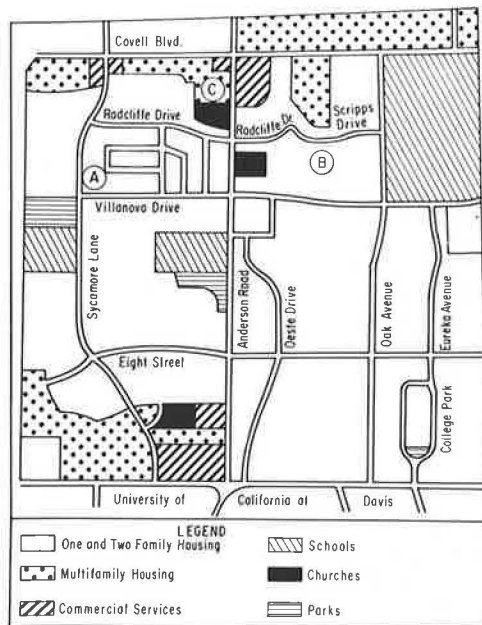 Covell Blvd.
C
Radcliffe Drive
Radcliffe Dr.
Scripps
Drive
A
B
Villanova Drive
Sycamore Lane
Anderson Road
Oeste Drive
Oak Avenue
Eureka Avenue
Eight Street
College Park
University of California at Davis
LEGEND
One and Two Family Housing
Schools
Multifamily Housing
Churches
Commercial Services
Parks